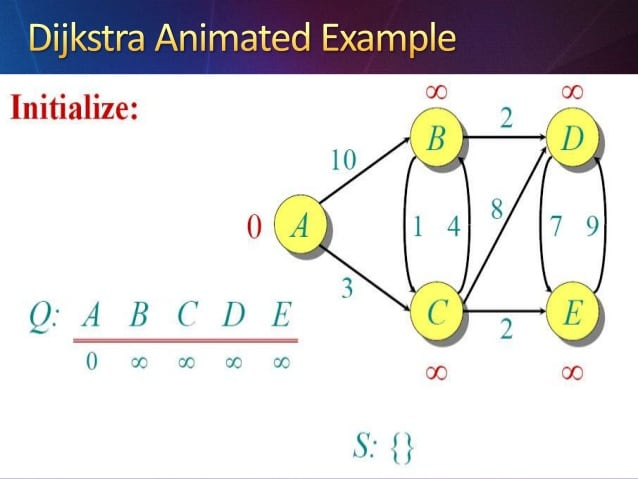 Dijkstra Animated Example
Initialize:
∞ ∞
B 2 D
10
0 A 1 4 8 7 9
3
Q: A B C D E
0 ∞ ∞ ∞ ∞
C 2 E
∞ ∞
S: {}